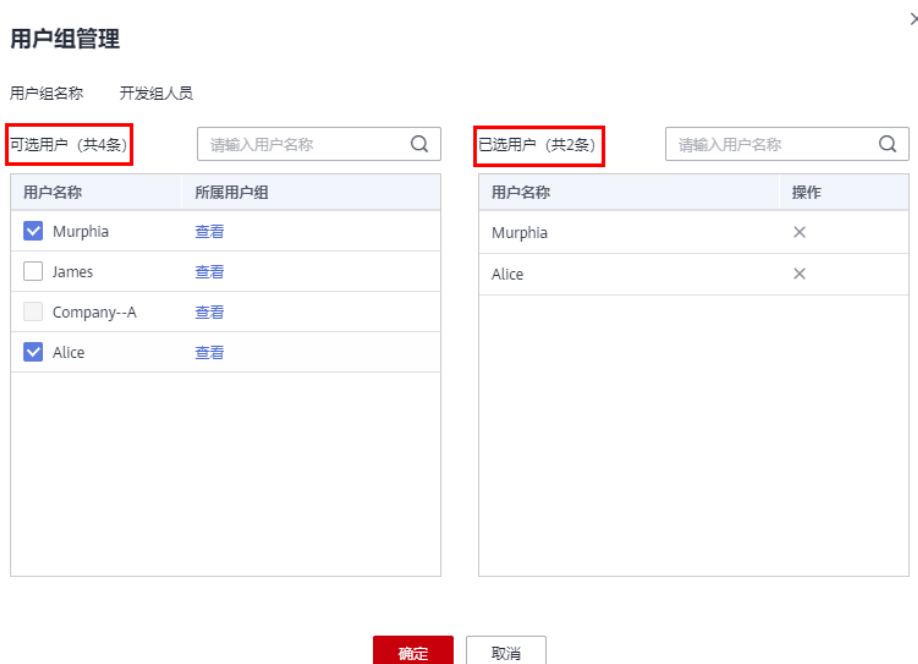 用户组管理
用户组名称 开发组人员
可选用户（共4条） 请输入用户名称
用户名称 所属用户组
Murphia 查看
James 查看
Company--A 查看
Alice 查看
已选用户（共2条） 请输入用户名称
用户名称 操作
Murphia
Alice
确定 取消